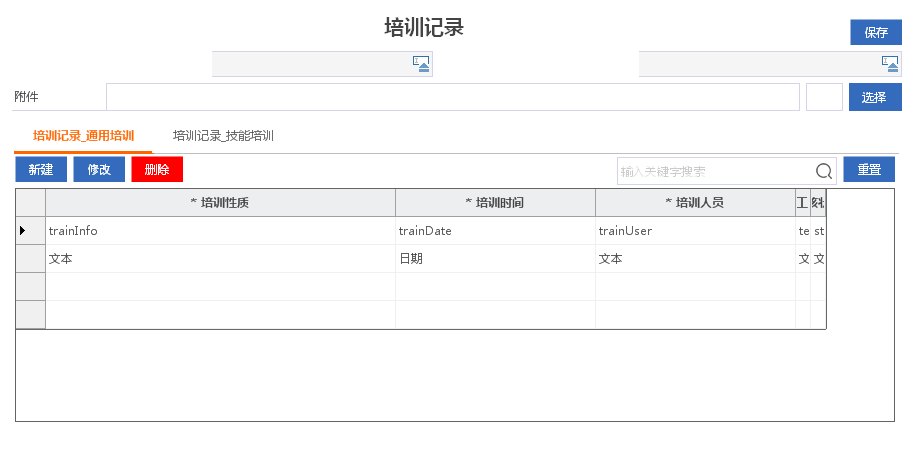 培训记录
保存
附件
选择
培训记录_通用培训 培训记录_技能培训
新建 修改 删除 输入关键字搜索 重置
* 培训性质 * 培训时间 * 培训人员 工
trainInfo trainDate trainUser te st
文本 日期 文本 文 文